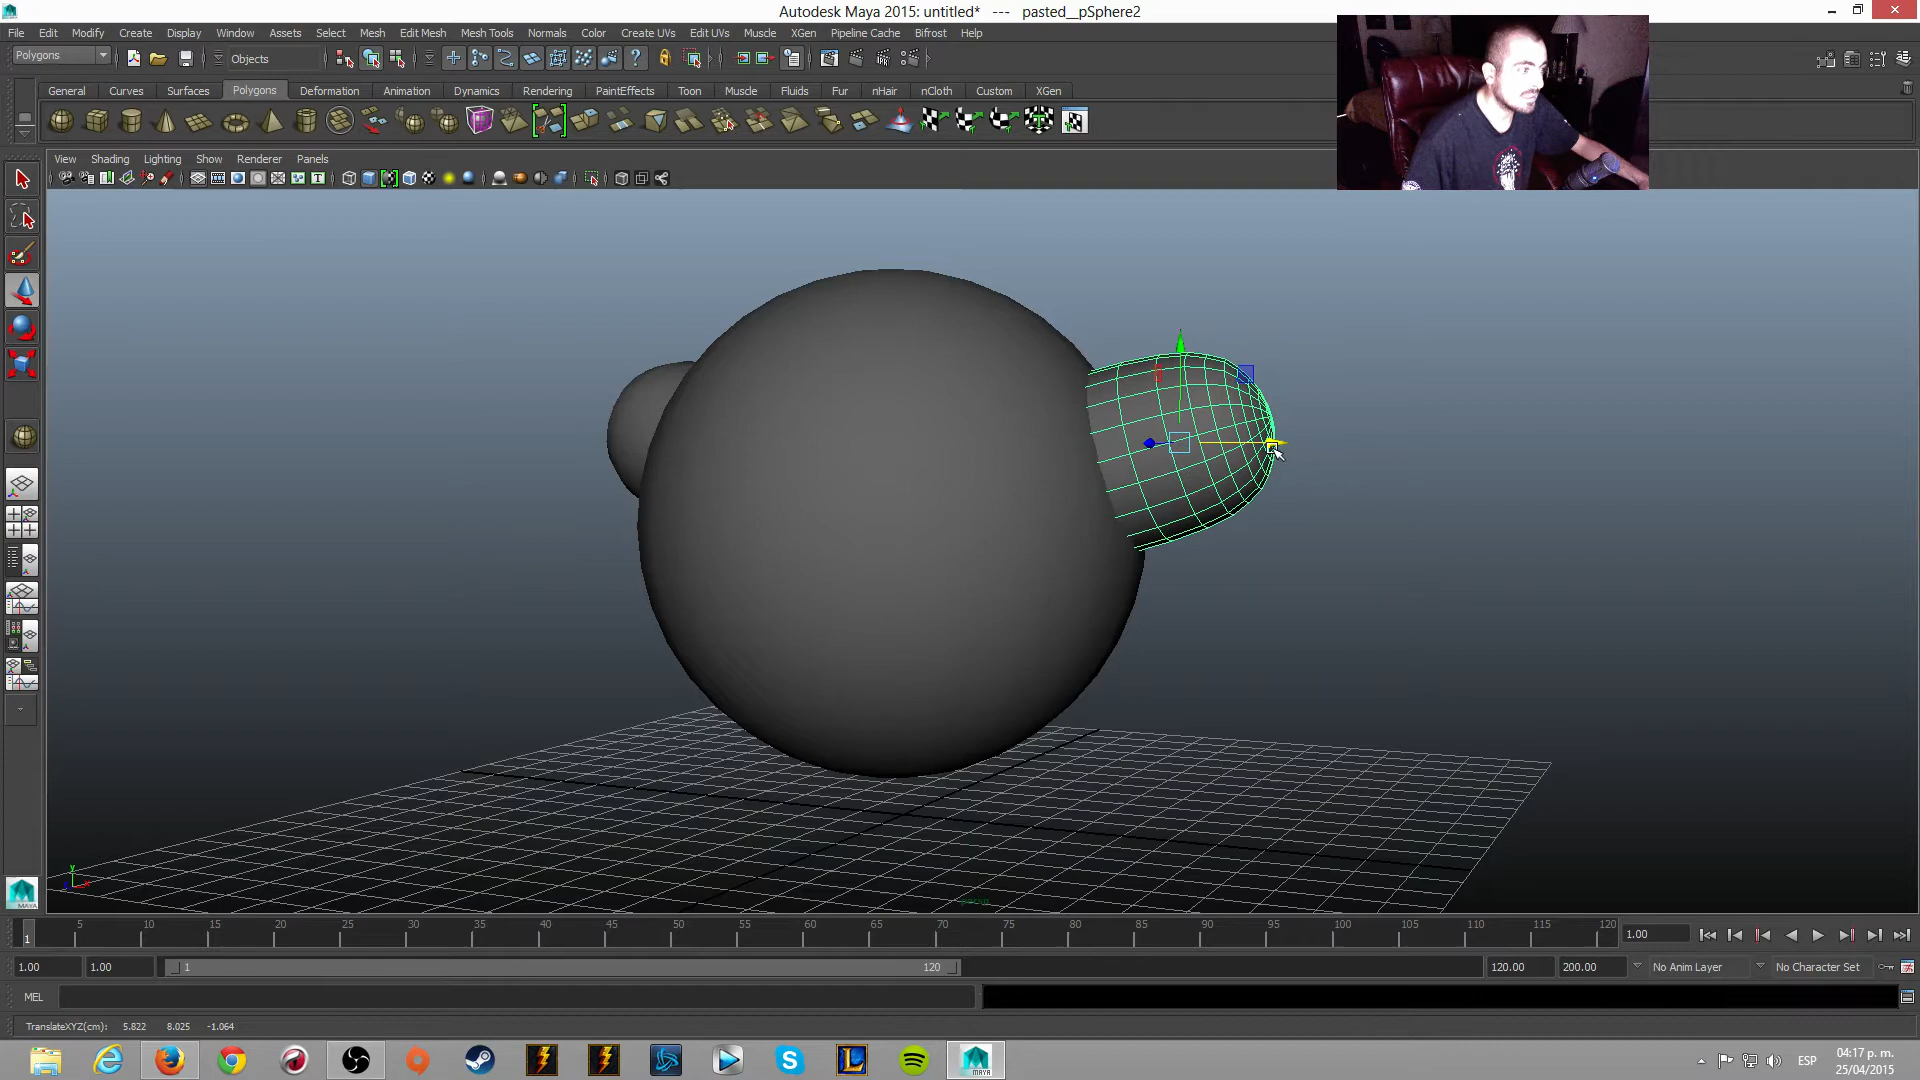 Autodesk Maya 2015: untitled*   ---   pasted__pSphere2
File Edit Modify Create Display Window Assets Select Mesh Edit Mesh Mesh Tools Normals Color Create UVs Edit UVs Muscle XGen Pipeline Cache Bifrost Help
Polygons Objects
General Curves Surfaces Polygons Deformation Animation Dynamics Rendering PaintEffects Toon Muscle Fluids Fur nHair nCloth Custom XGen
View Shading Lighting Show Renderer Panels
persp
1 5 10 15 20 25 30 35 40 45 50 55 60 65 70 75 80 85 90 95 100 105 110 115 120 1.00
1.00 1.00 1 120 120.00 200.00 No Anim Layer No Character Set
MEL
TranslateXYZ(cm): 5.822 8.025 -1.064
ESP
04:17 p. m.
25/04/2015